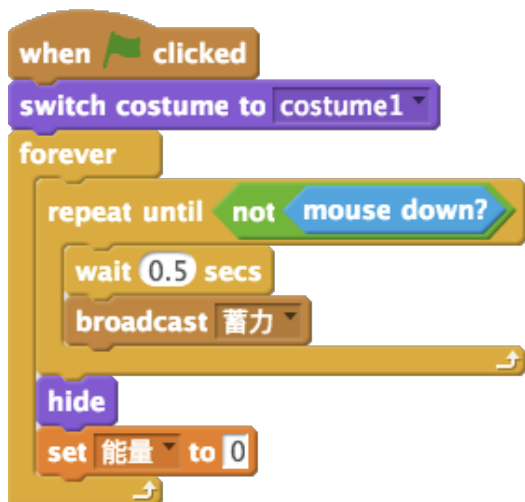 when clicked
switch costume to costume1
forever
repeat until not mouse down?
wait 0.5 secs
broadcast 蓄力
hide
set 能量 to 0